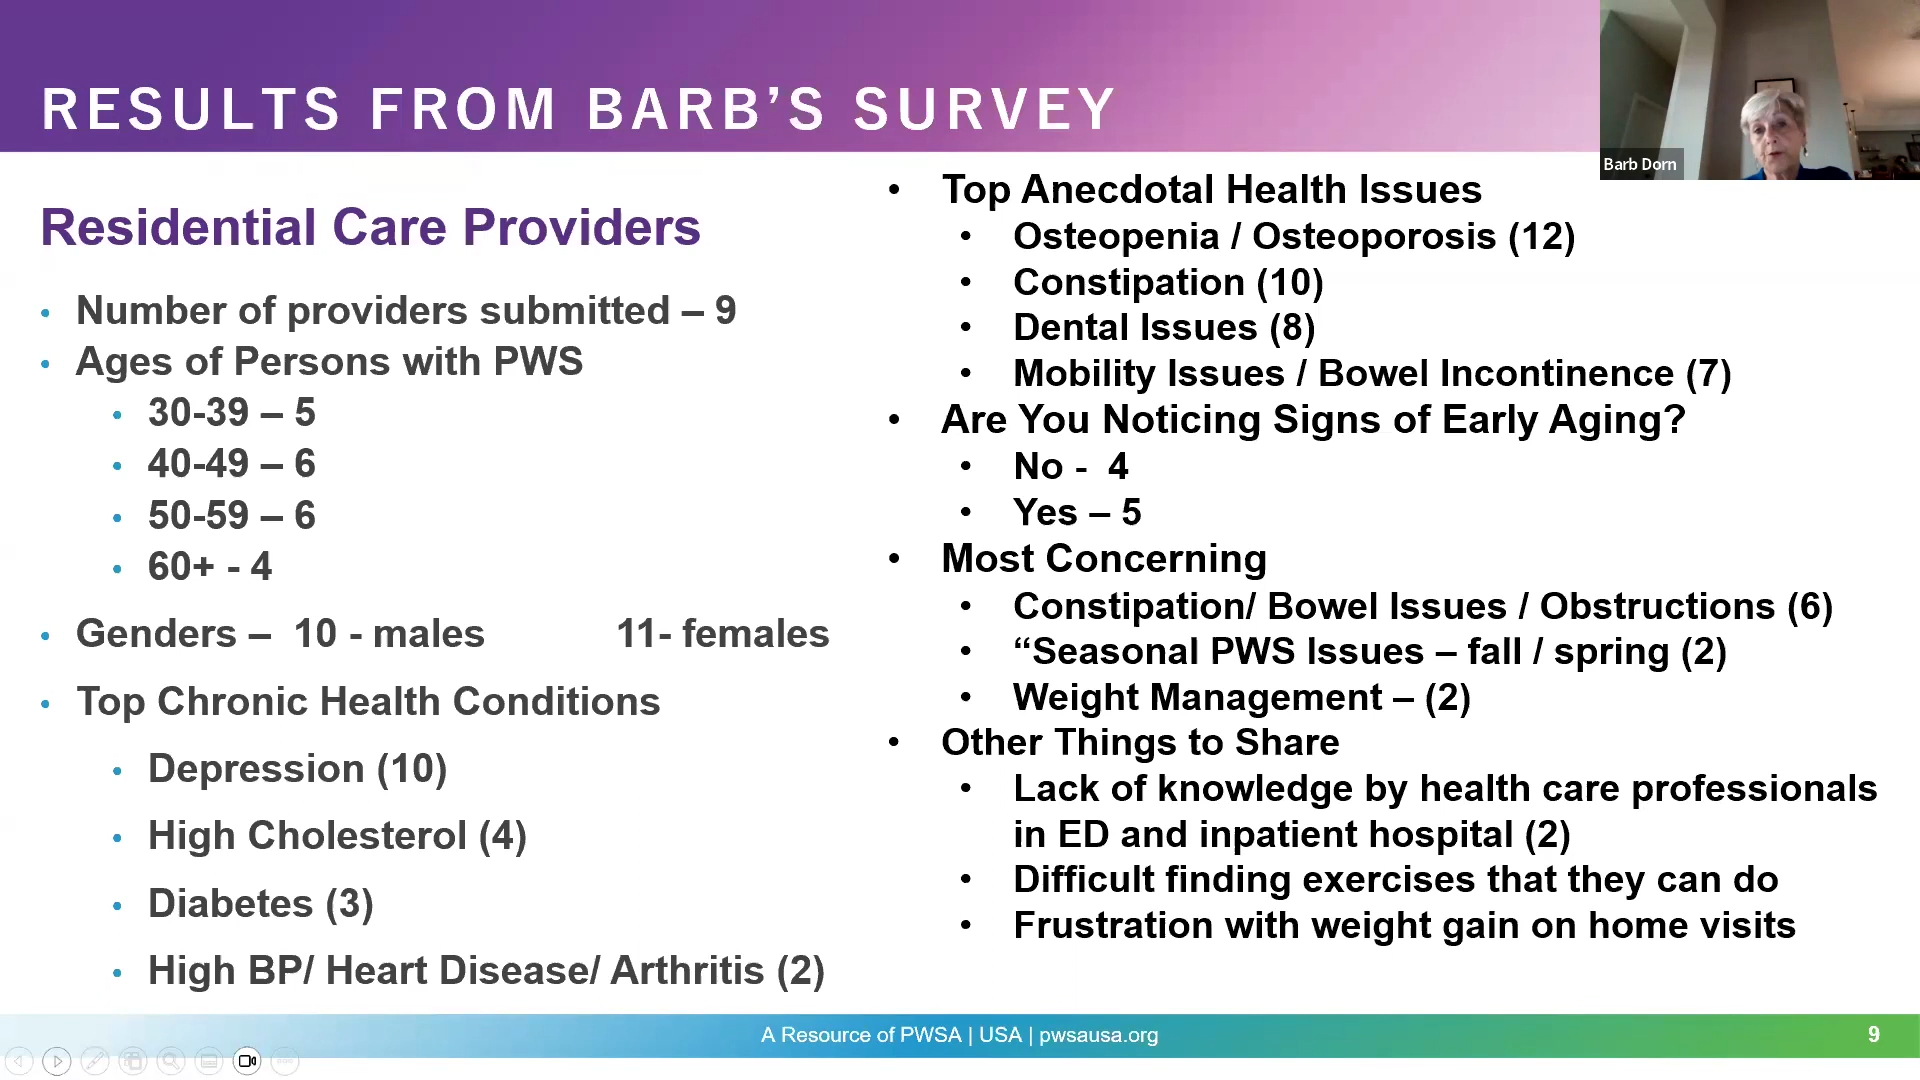 RESULTS FROM BARB’S SURVEY
Barb Dorn
Residential Care Providers
• Number of providers submitted – 9
• Ages of Persons with PWS
• 30-39 – 5
• 40-49 – 6
• 50-59 – 6
• 60+ - 4
• Genders – 10 - males 11- females
• Top Chronic Health Conditions
• Depression (10)
• High Cholesterol (4)
• Diabetes (3)
• High BP/ Heart Disease/ Arthritis (2)
• Top Anecdotal Health Issues
• Osteopenia / Osteoporosis (12)
• Constipation (10)
• Dental Issues (8)
• Mobility Issues / Bowel Incontinence (7)
• Are You Noticing Signs of Early Aging?
• No - 4
• Yes – 5
• Most Concerning
• Constipation/ Bowel Issues / Obstructions (6)
• “Seasonal PWS Issues – fall / spring (2)
• Weight Management – (2)
• Other Things to Share
• Lack of knowledge by health care professionals
in ED and inpatient hospital (2)
• Difficult finding exercises that they can do
• Frustration with weight gain on home visits
A Resource of PWSA | USA | pwsausa.org
9